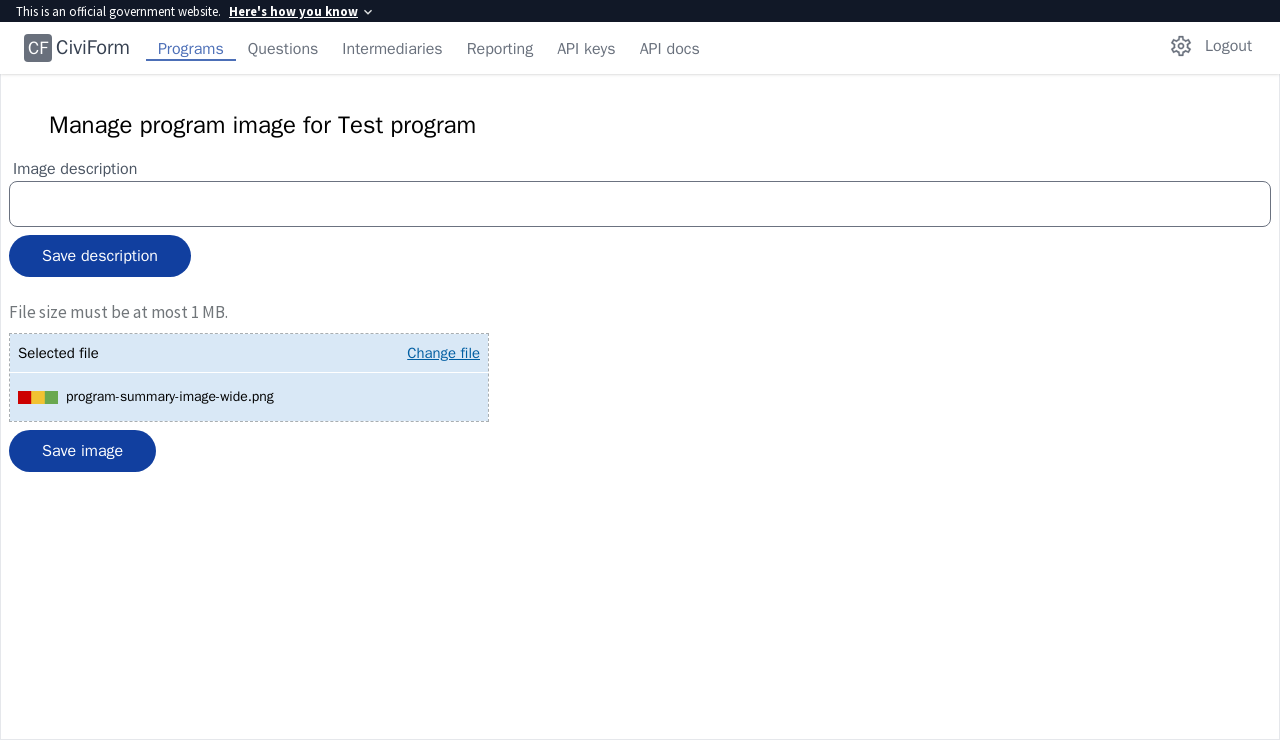 This is an official government website. Here's how you know
CF CiviForm Programs Questions Intermediaries Reporting API keys API docs Logout
Manage program image for Test program
Image description
Save description
File size must be at most 1 MB.
Selected file Change file
program-summary-image-wide.png
Save image